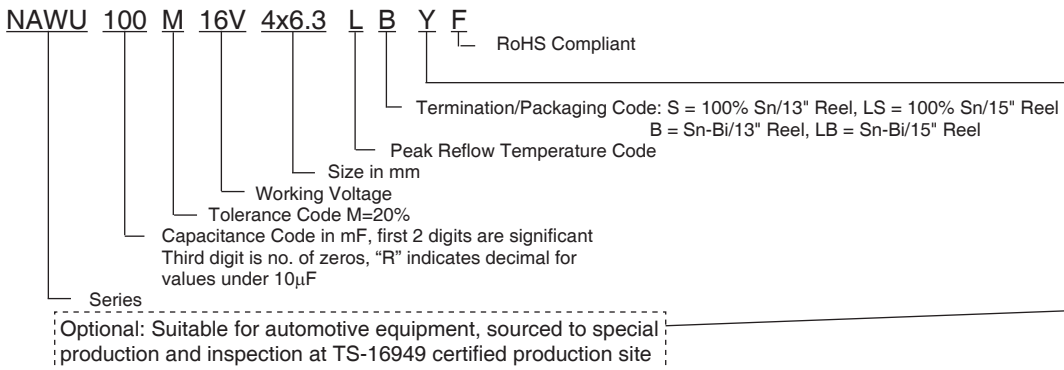 NAWU 100 M 16V 4x6.3 L B Y F
RoHS Compliant
Termination/Packaging Code: S = 100% Sn/13" Reel, LS = 100% Sn/15" Reel
B = Sn-Bi/13" Reel, LB = Sn-Bi/15" Reel
Peak Reflow Temperature Code
Size in mm
Working Voltage
Tolerance Code M=20%
Capacitance Code in mF, first 2 digits are significant
Third digit is no. of zeros, “R” indicates decimal for
values under 10μF
Series
Optional: Suitable for automotive equipment, sourced to special
production and inspection at TS-16949 certified production site